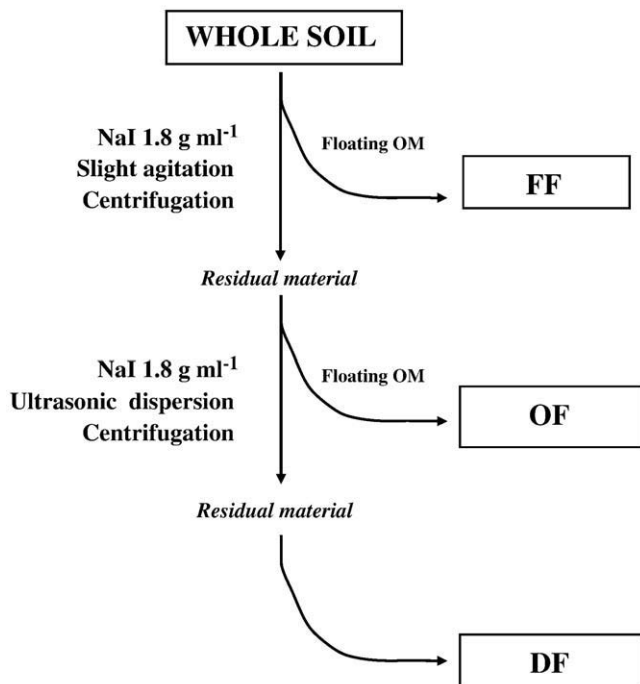 WHOLE SOIL
NaI 1.8 g ml⁻¹
Slight agitation
Centrifugation
Floating OM
FF
Residual material
NaI 1.8 g ml⁻¹
Ultrasonic dispersion
Centrifugation
Floating OM
OF
Residual material
DF